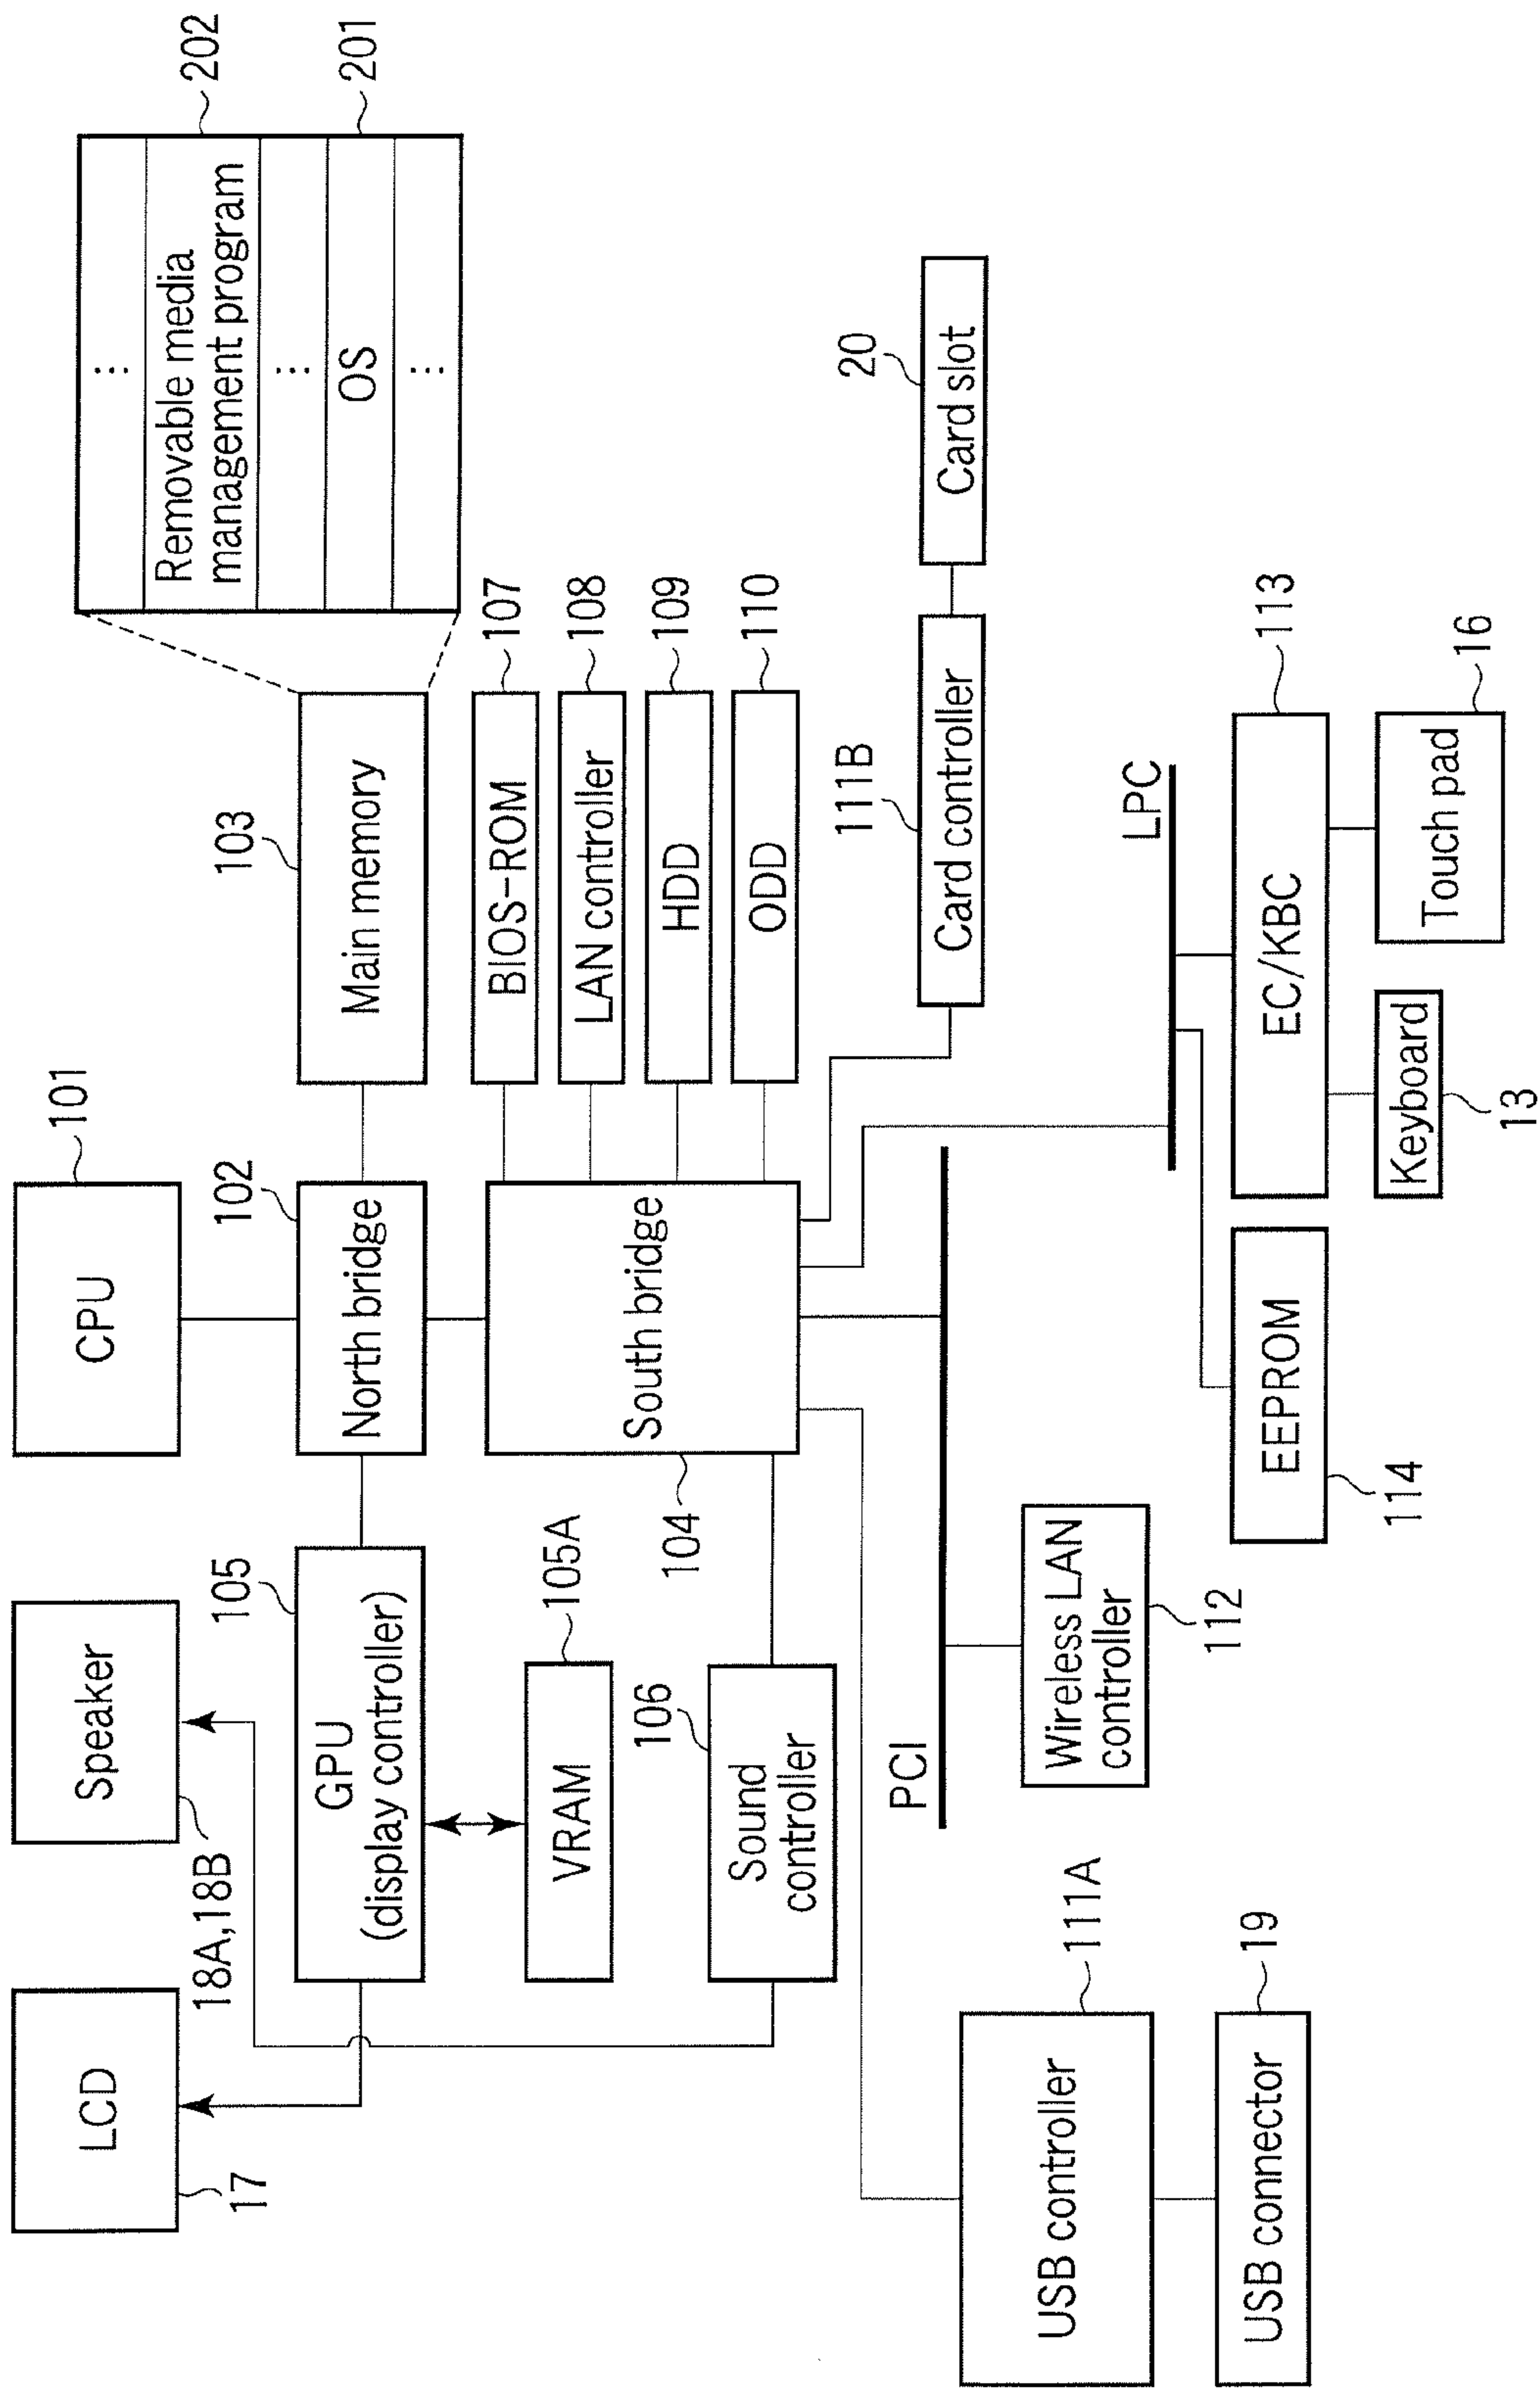 LCD
17
Speaker
18A,18B
CPU
101
105
GPU
(display controller)
105A
VRAM
North bridge
102
Main memory
103
⋮
Removable media
management program
202
⋮
OS
201
⋮
South bridge
104
BIOS-ROM
107
LAN controller
108
HDD
109
ODD
110
106
Sound
controller
111A
USB controller
19
USB connector
PCI
Wireless LAN
controller
112
111B
Card controller
20
Card slot
LPC
EEPROM
114
EC/KBC
113
Keyboard
13
Touch pad
16